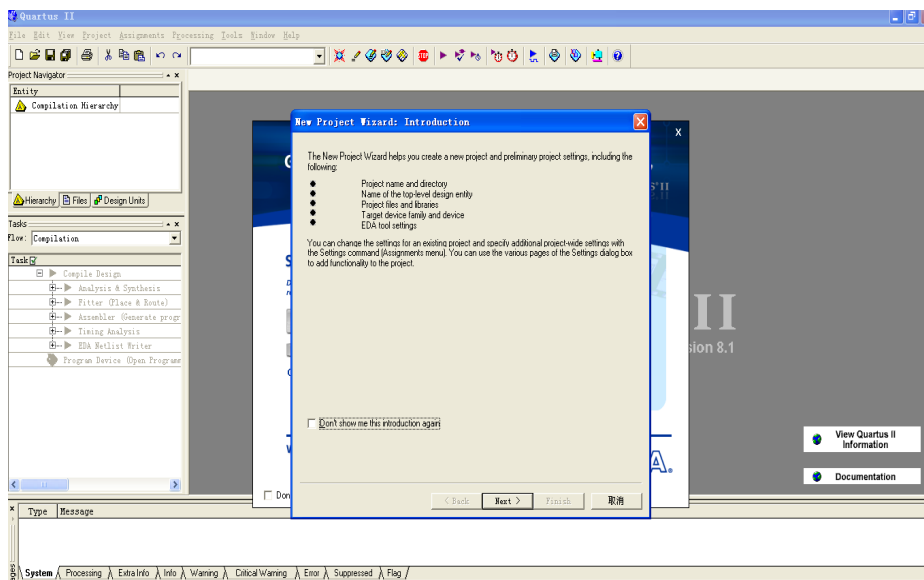 Quartus II
File Edit View Project Assignments Processing Tools Window Help
Project Navigator
Entity
Compilation Hierarchy
Hierarchy Files Design Units
Tasks
Flow: Compilation
Task
Compile Design
Analysis & Synthesis
Fitter (Place & Route)
Assembler (Generate progr
Timing Analysis
EDA Netlist Writer
Program Device (Open Programm
New Project Wizard: Introduction
The New Project Wizard helps you create a new project and preliminary project settings, including the
following:
Project name and directory
Name of the top-level design entity
Project files and libraries
Target device family and device
EDA tool settings
You can change the settings for an existing project and specify additional project-wide settings with
the Settings command (Assignments menu). You can use the various pages of the Settings dialog box
to add functionality to the project.
Don't show me this introduction again
< Back Next > Finish 取消
X
II
sion 8.1
View Quartus II
Information
Documentation
Don
Type Message
System Processing Extra Info Info Warning Critical Warning Error Suppressed Flag